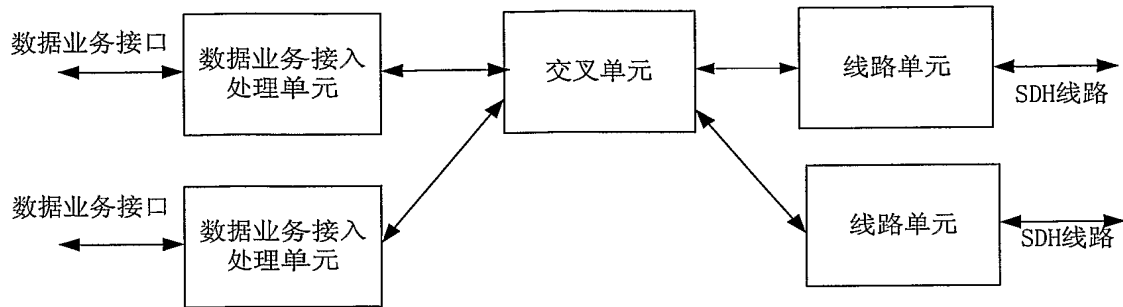 数据业务接口
数据业务接入
处理单元
交叉单元
线路单元
SDH线路
数据业务接口
数据业务接入
处理单元
线路单元
SDH线路